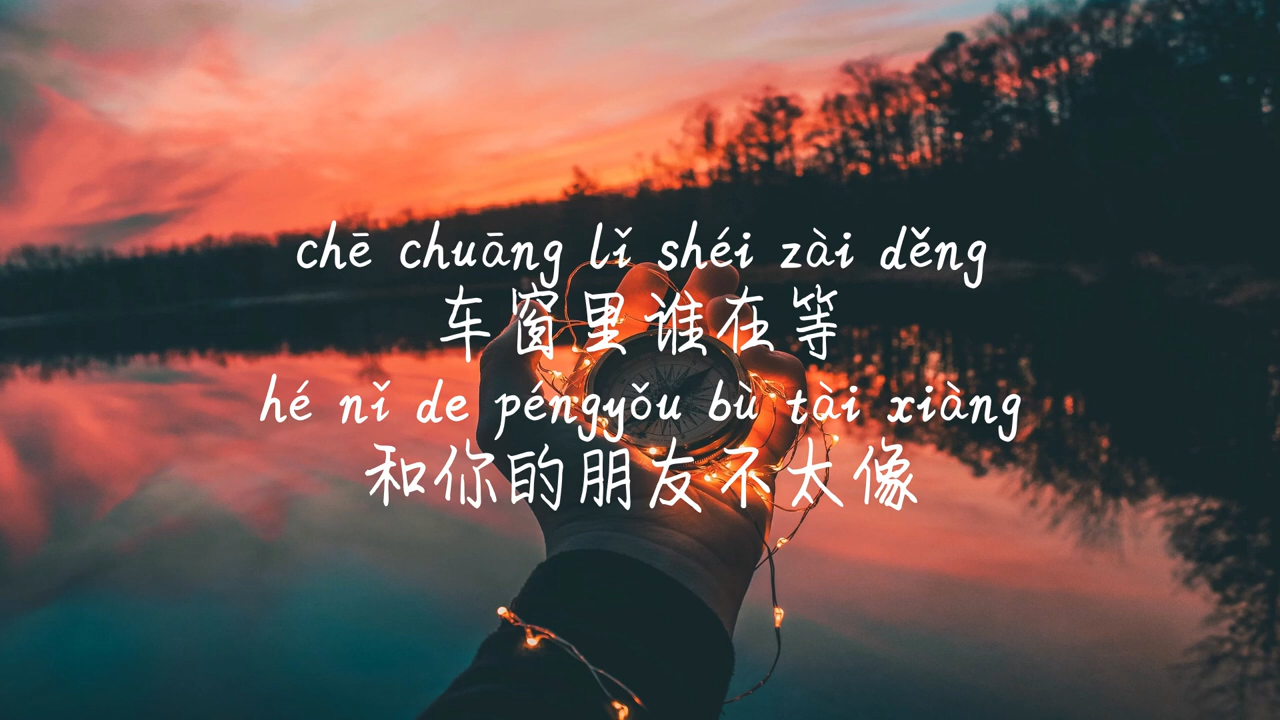 chē chuāng lǐ shéi zài děng
车窗里谁在等
hé nǐ de péngyǒu bù tài xiàng
和你的朋友不太像